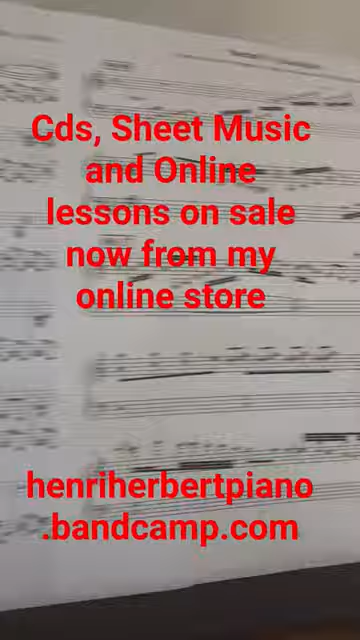 Cds, Sheet Music
and Online
lessons on sale
now from my
online store
henriherbertpiano
.bandcamp.com